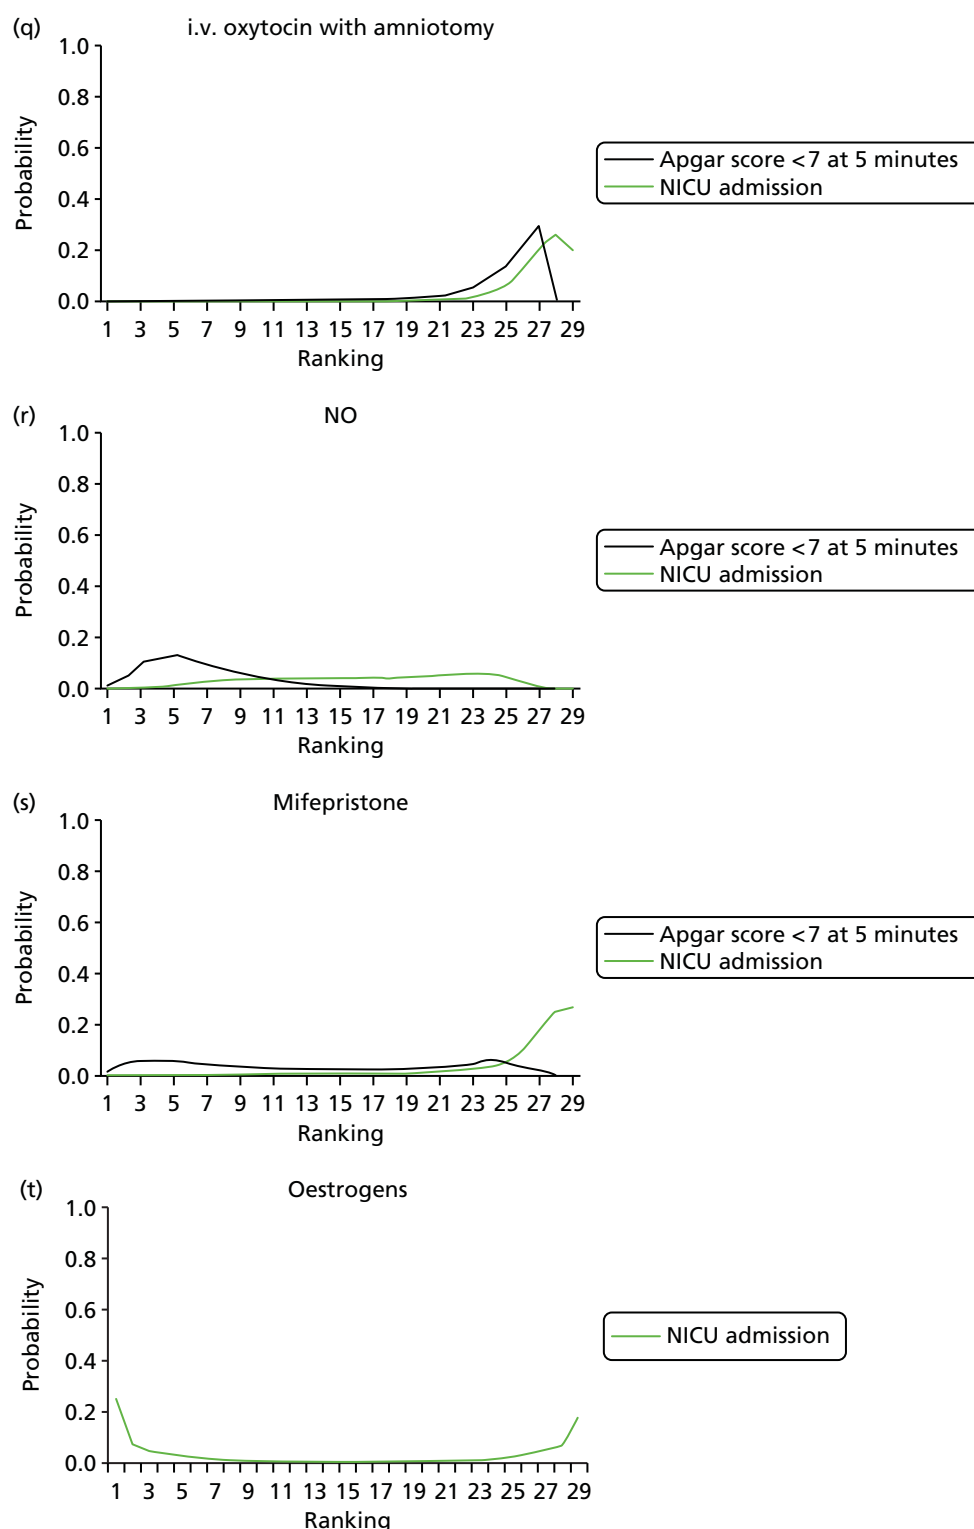 (q)
i.v. oxytocin with amniotomy
1.0
0.8
0.6
0.4
0.2
0.0
Probability
1 3 5 7 9 11 13 15 17 19 21 23 25 27 29
Ranking
Apgar score <7 at 5 minutes
NICU admission
(r)
NO
1.0
0.8
0.6
0.4
0.2
0.0
Probability
1 3 5 7 9 11 13 15 17 19 21 23 25 27 29
Ranking
Apgar score <7 at 5 minutes
NICU admission
(s)
Mifepristone
1.0
0.8
0.6
0.4
0.2
0.0
Probability
1 3 5 7 9 11 13 15 17 19 21 23 25 27 29
Ranking
Apgar score <7 at 5 minutes
NICU admission
(t)
Oestrogens
1.0
0.8
0.6
0.4
0.2
0.0
Probability
1 3 5 7 9 11 13 15 17 19 21 23 25 27 29
Ranking
NICU admission